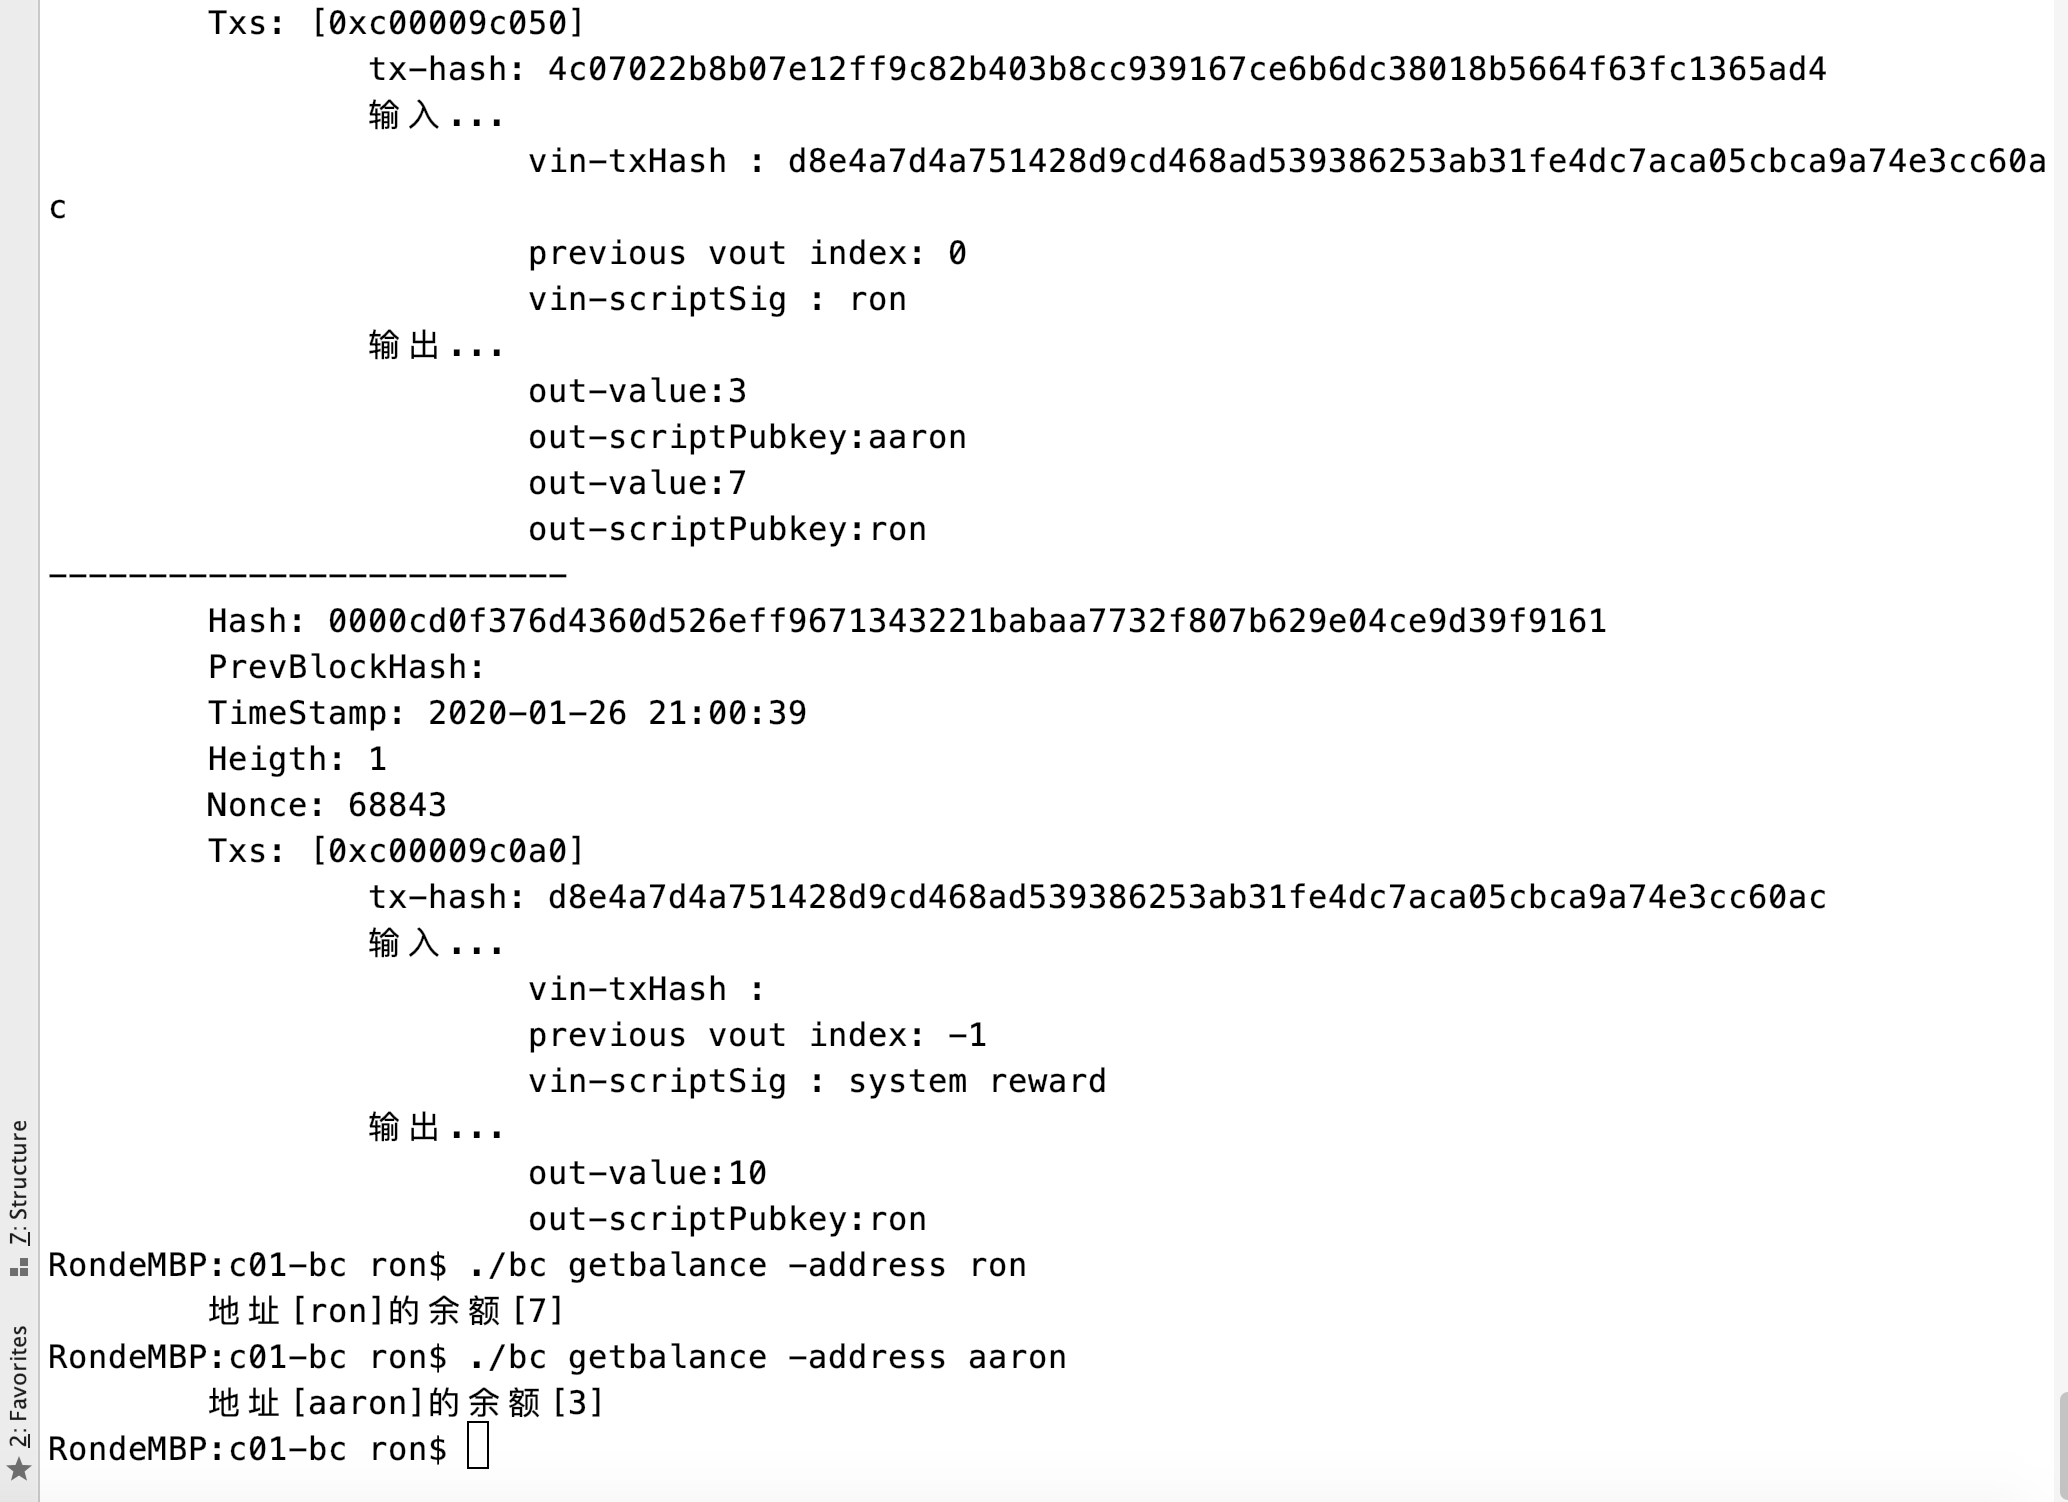 Txs: [0xc00009c050]
tx-hash: 4c07022b8b07e12ff9c82b403b8cc939167ce6b6dc38018b5664f63fc1365ad4
输入...
vin-txHash : d8e4a7d4a751428d9cd468ad539386253ab31fe4dc7aca05cbca9a74e3cc60a
c
previous vout index: 0
vin-scriptSig : ron
输出...
out-value:3
out-scriptPubkey:aaron
out-value:7
out-scriptPubkey:ron
--------------------------
Hash: 0000cd0f376d4360d526eff9671343221babaa7732f807b629e04ce9d39f9161
PrevBlockHash:
TimeStamp: 2020-01-26 21:00:39
Heigth: 1
Nonce: 68843
Txs: [0xc00009c0a0]
tx-hash: d8e4a7d4a751428d9cd468ad539386253ab31fe4dc7aca05cbca9a74e3cc60ac
输入...
vin-txHash :
previous vout index: -1
vin-scriptSig : system reward
输出...
out-value:10
out-scriptPubkey:ron
RondeMBP:c01-bc ron$ ./bc getbalance -address ron
地址[ron]的余额[7]
RondeMBP:c01-bc ron$ ./bc getbalance -address aaron
地址[aaron]的余额[3]
RondeMBP:c01-bc ron$
7: Structure
2: Favorites